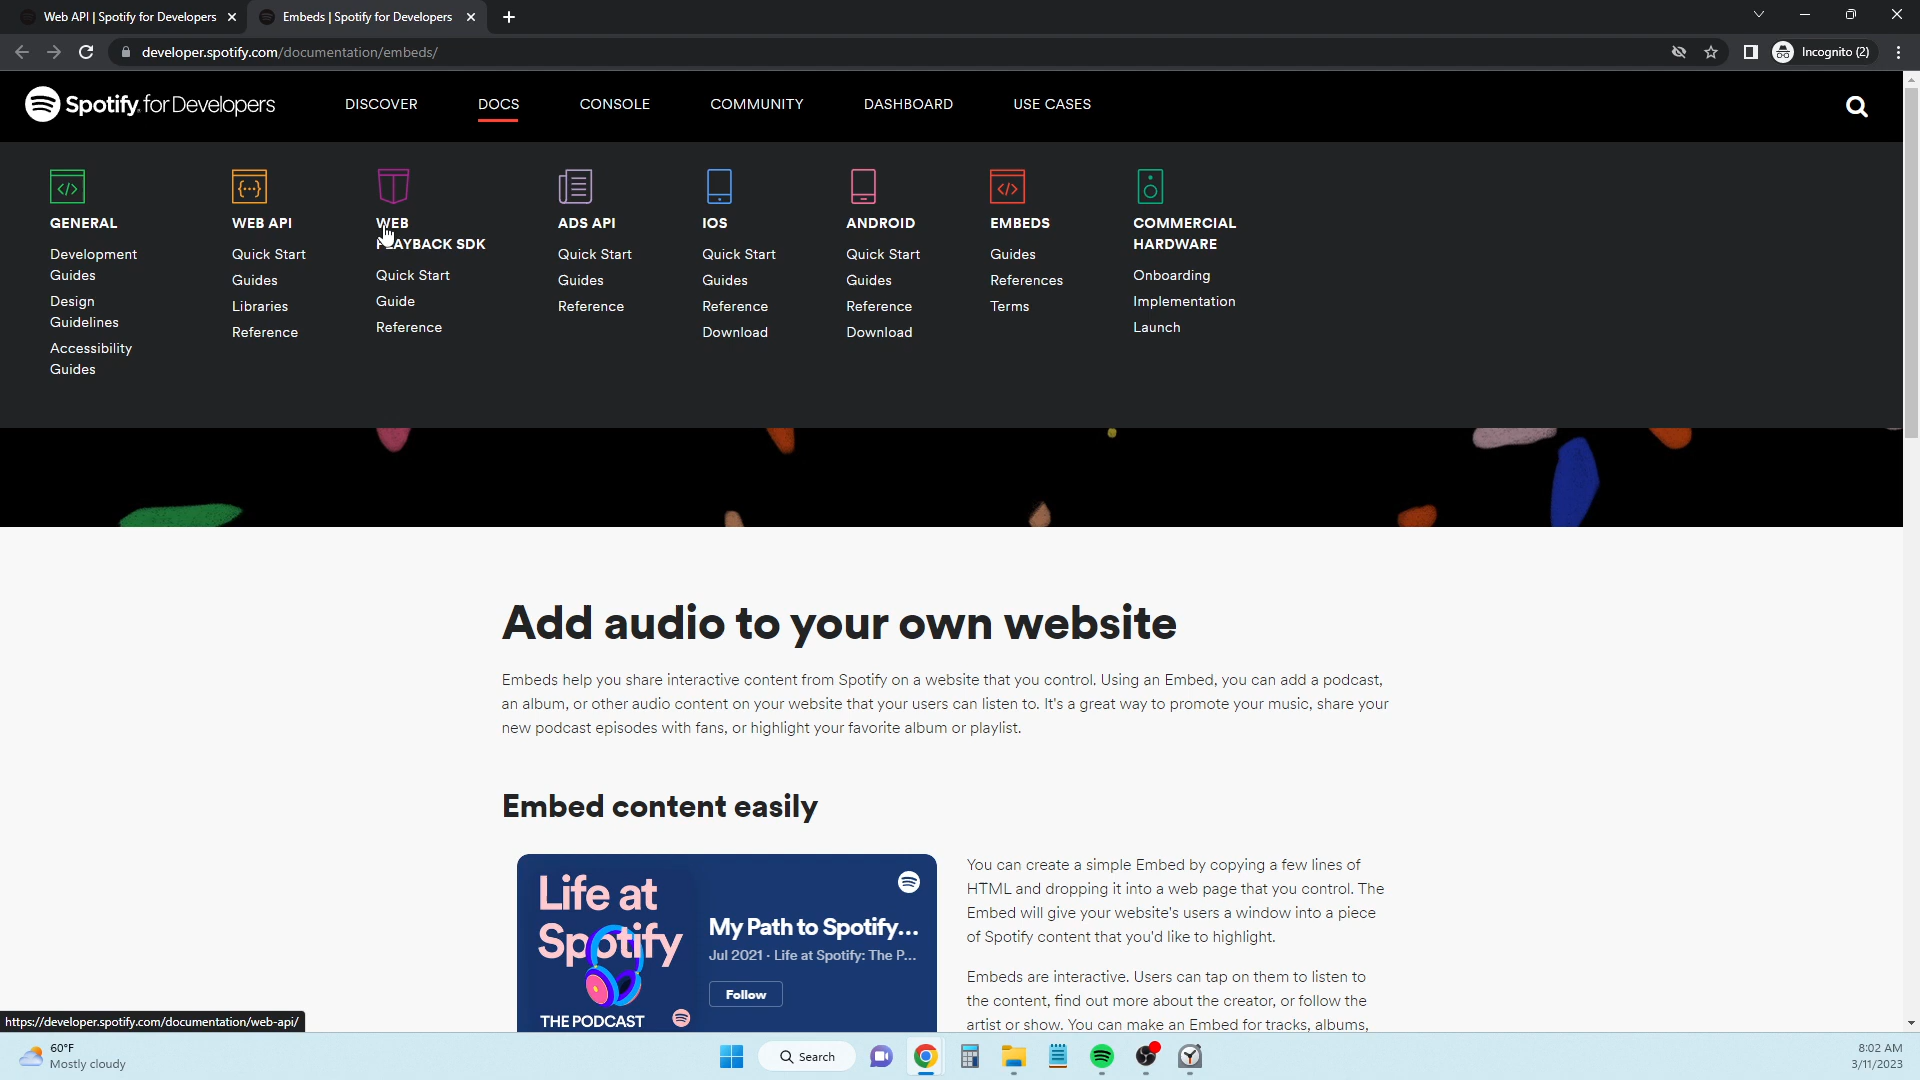 Web API | Spotify for Developers
Embeds | Spotify for Developers
developer.spotify.com/documentation/embeds/
Incognito (2)
Spotify for Developers
DISCOVER
DOCS
CONSOLE
COMMUNITY
DASHBOARD
USE CASES
GENERAL
Development
Guides
Design
Guidelines
Accessibility
Guides
WEB API
Quick Start
Guides
Libraries
Reference
WEB
PLAYBACK SDK
Quick Start
Guide
Reference
ADS API
Quick Start
Guides
Reference
IOS
Quick Start
Guides
Reference
Download
ANDROID
Quick Start
Guides
Reference
Download
EMBEDS
Guides
References
Terms
COMMERCIAL
HARDWARE
Onboarding
Implementation
Launch
Add audio to your own website
Embeds help you share interactive content from Spotify on a website that you control. Using an Embed, you can add a podcast,
an album, or other audio content on your website that your users can listen to. It's a great way to promote your music, share your
new podcast episodes with fans, or highlight your favorite album or playlist.
Embed content easily
Life at
Spotify
THE PODCAST
My Path to Spotify...
Jul 2021 · Life at Spotify: The P...
Follow
You can create a simple Embed by copying a few lines of
HTML and dropping it into a web page that you control. The
Embed will give your website's users a window into a piece
of Spotify content that you'd like to highlight.
Embeds are interactive. Users can tap on them to listen to
the content, find out more about the creator, or follow the
artist or show. You can make an Embed for tracks, albums,
https://developer.spotify.com/documentation/web-api/
60°F
Mostly cloudy
Search
8:02 AM
3/11/2023